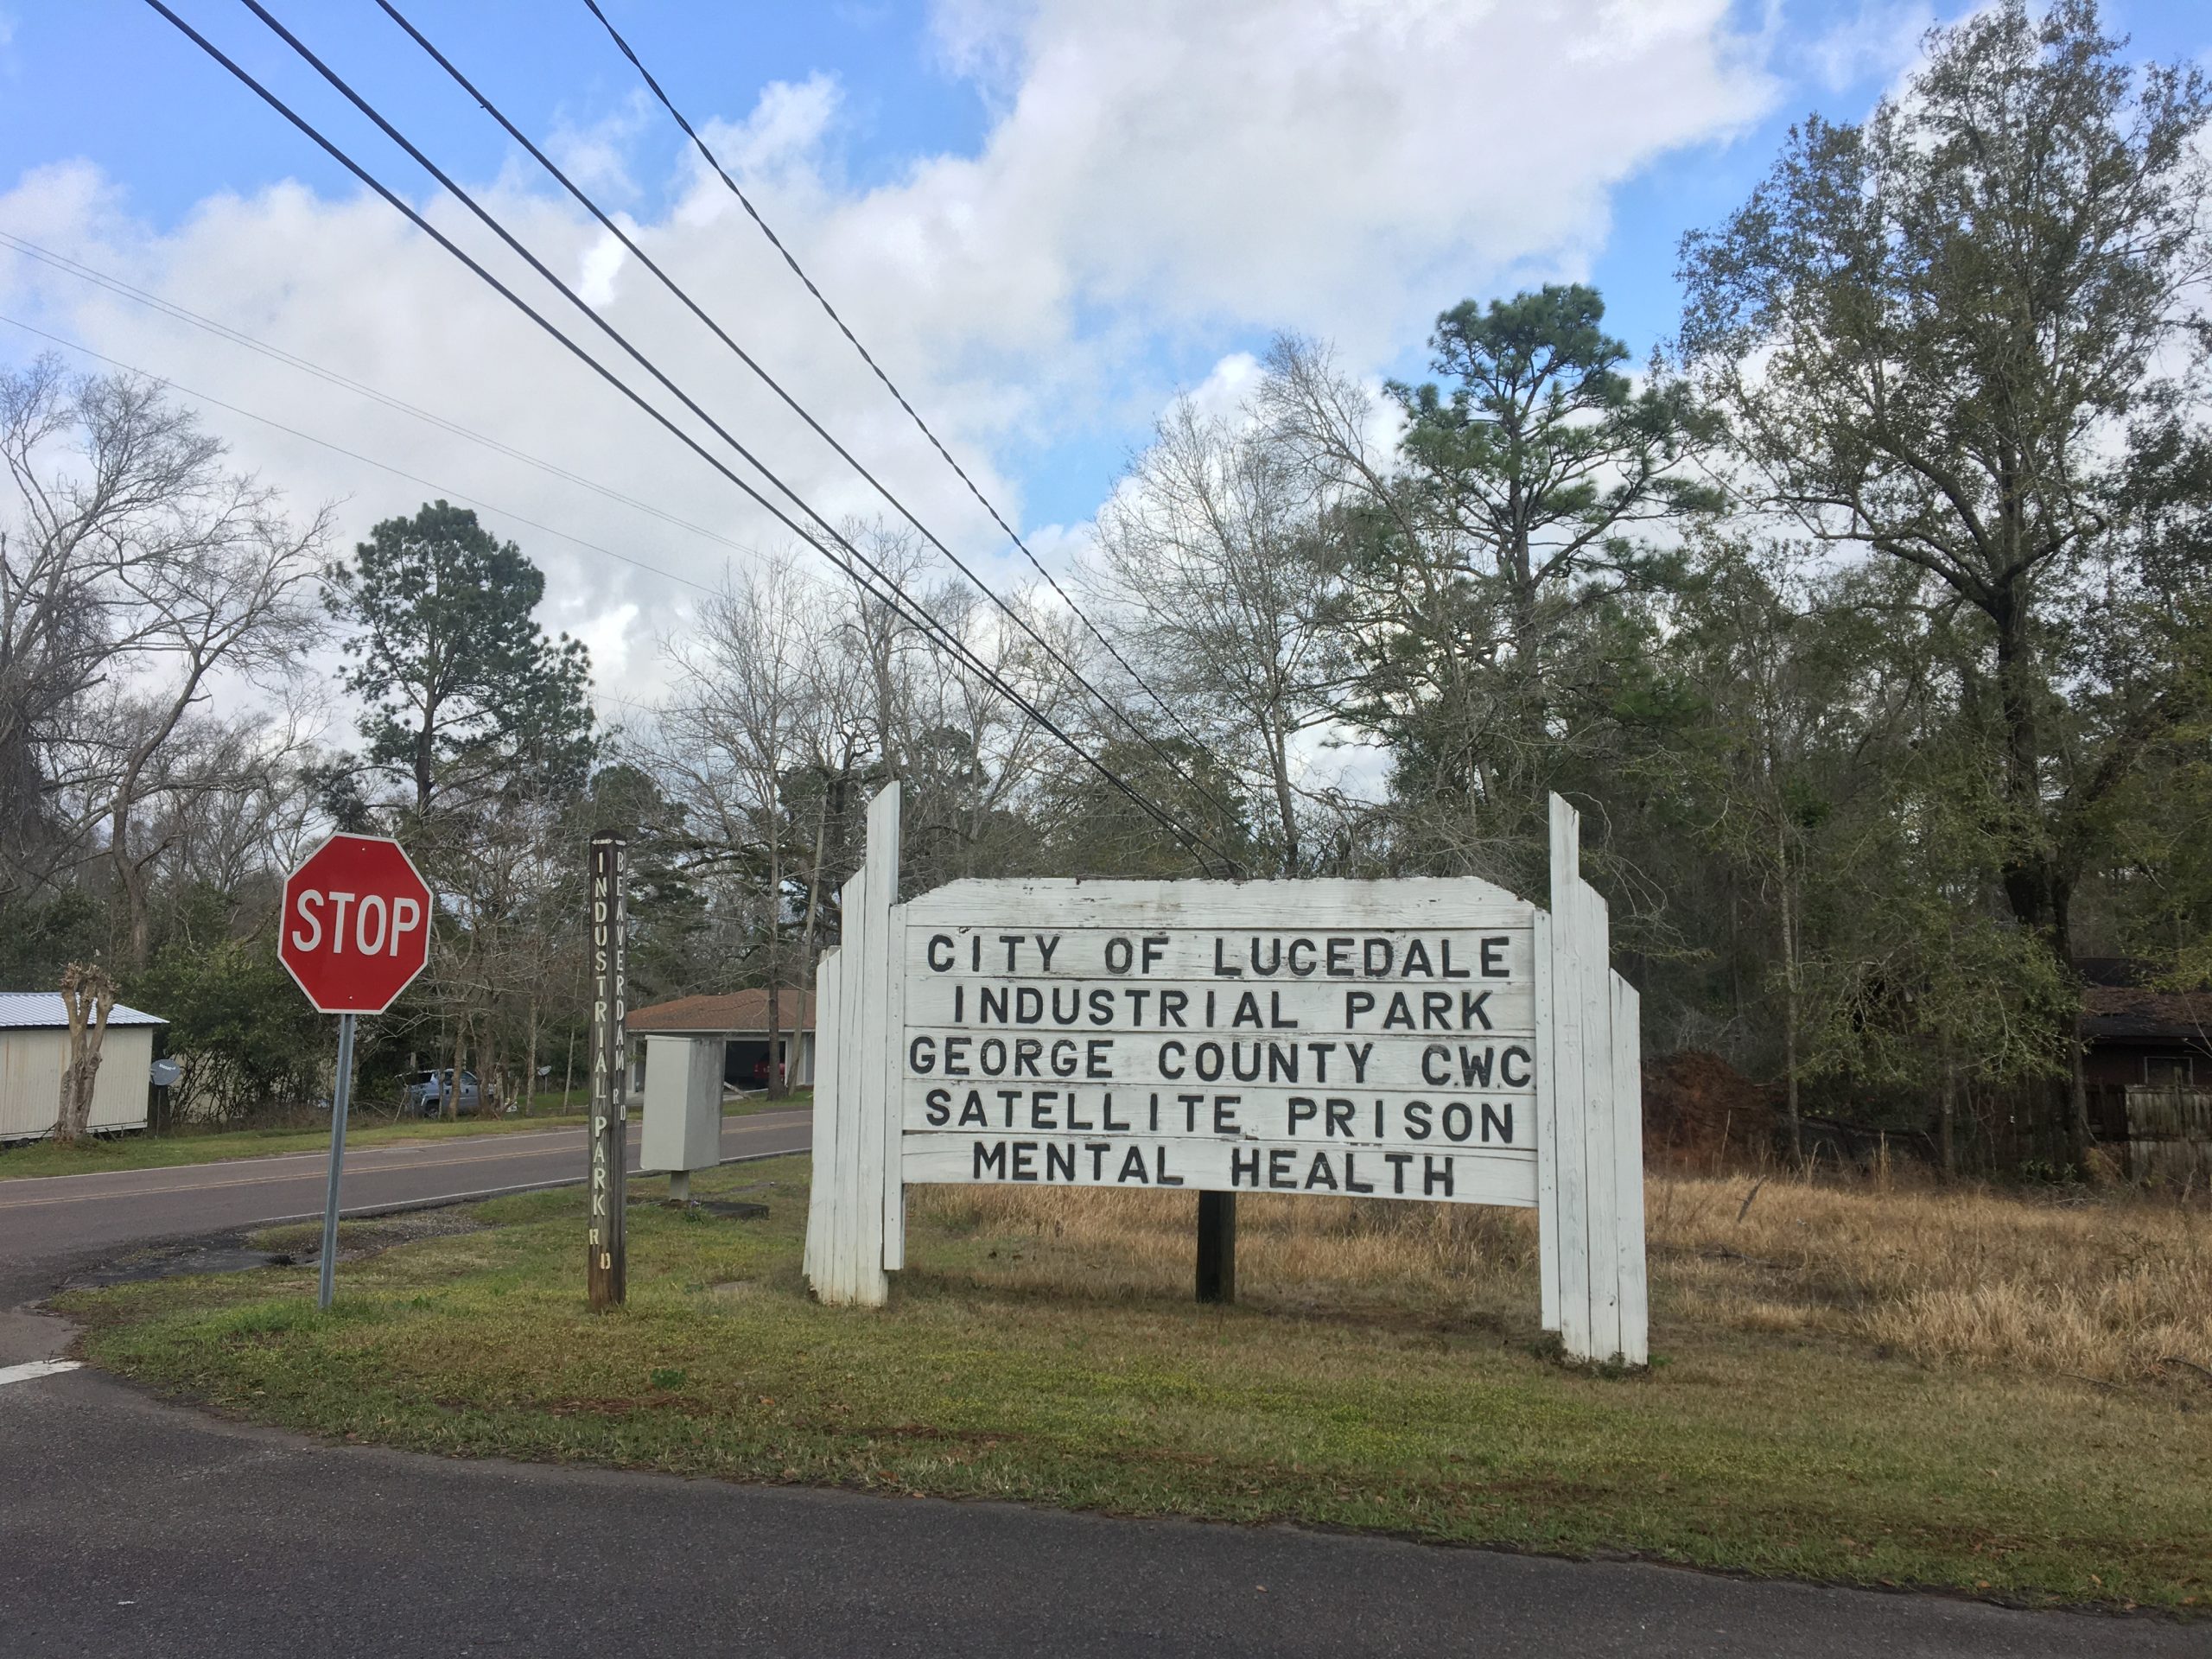 STOP
INDUSTRIAL PARK RD
BEAVERDAM RD
CITY OF LUCEDALE
INDUSTRIAL PARK
GEORGE COUNTY C.W.C
SATELLITE PRISON
MENTAL HEALTH